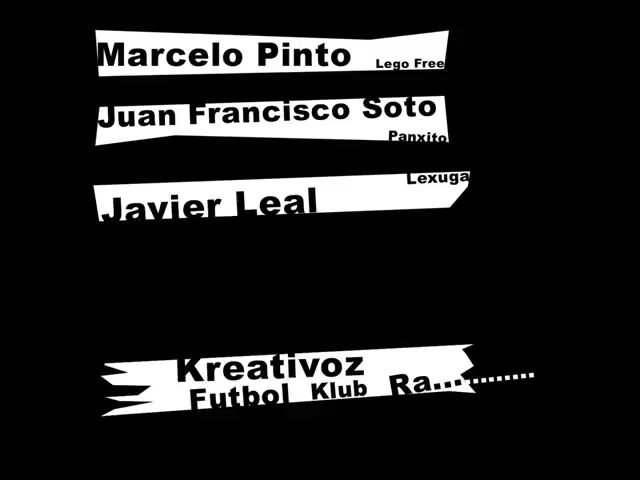 Marcelo Pinto
Lego Free
Juan Francisco Soto
Panxito
Lexuga
Javier Leal
Kreativoz
Futbol Klub Ra..............